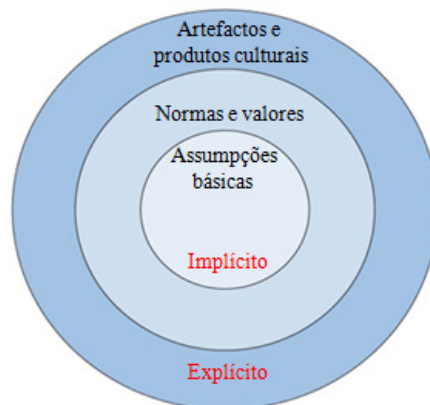 Artefactos e
produtos culturais
Normas e valores
Assumpções
básicas
Implícito
Explícito